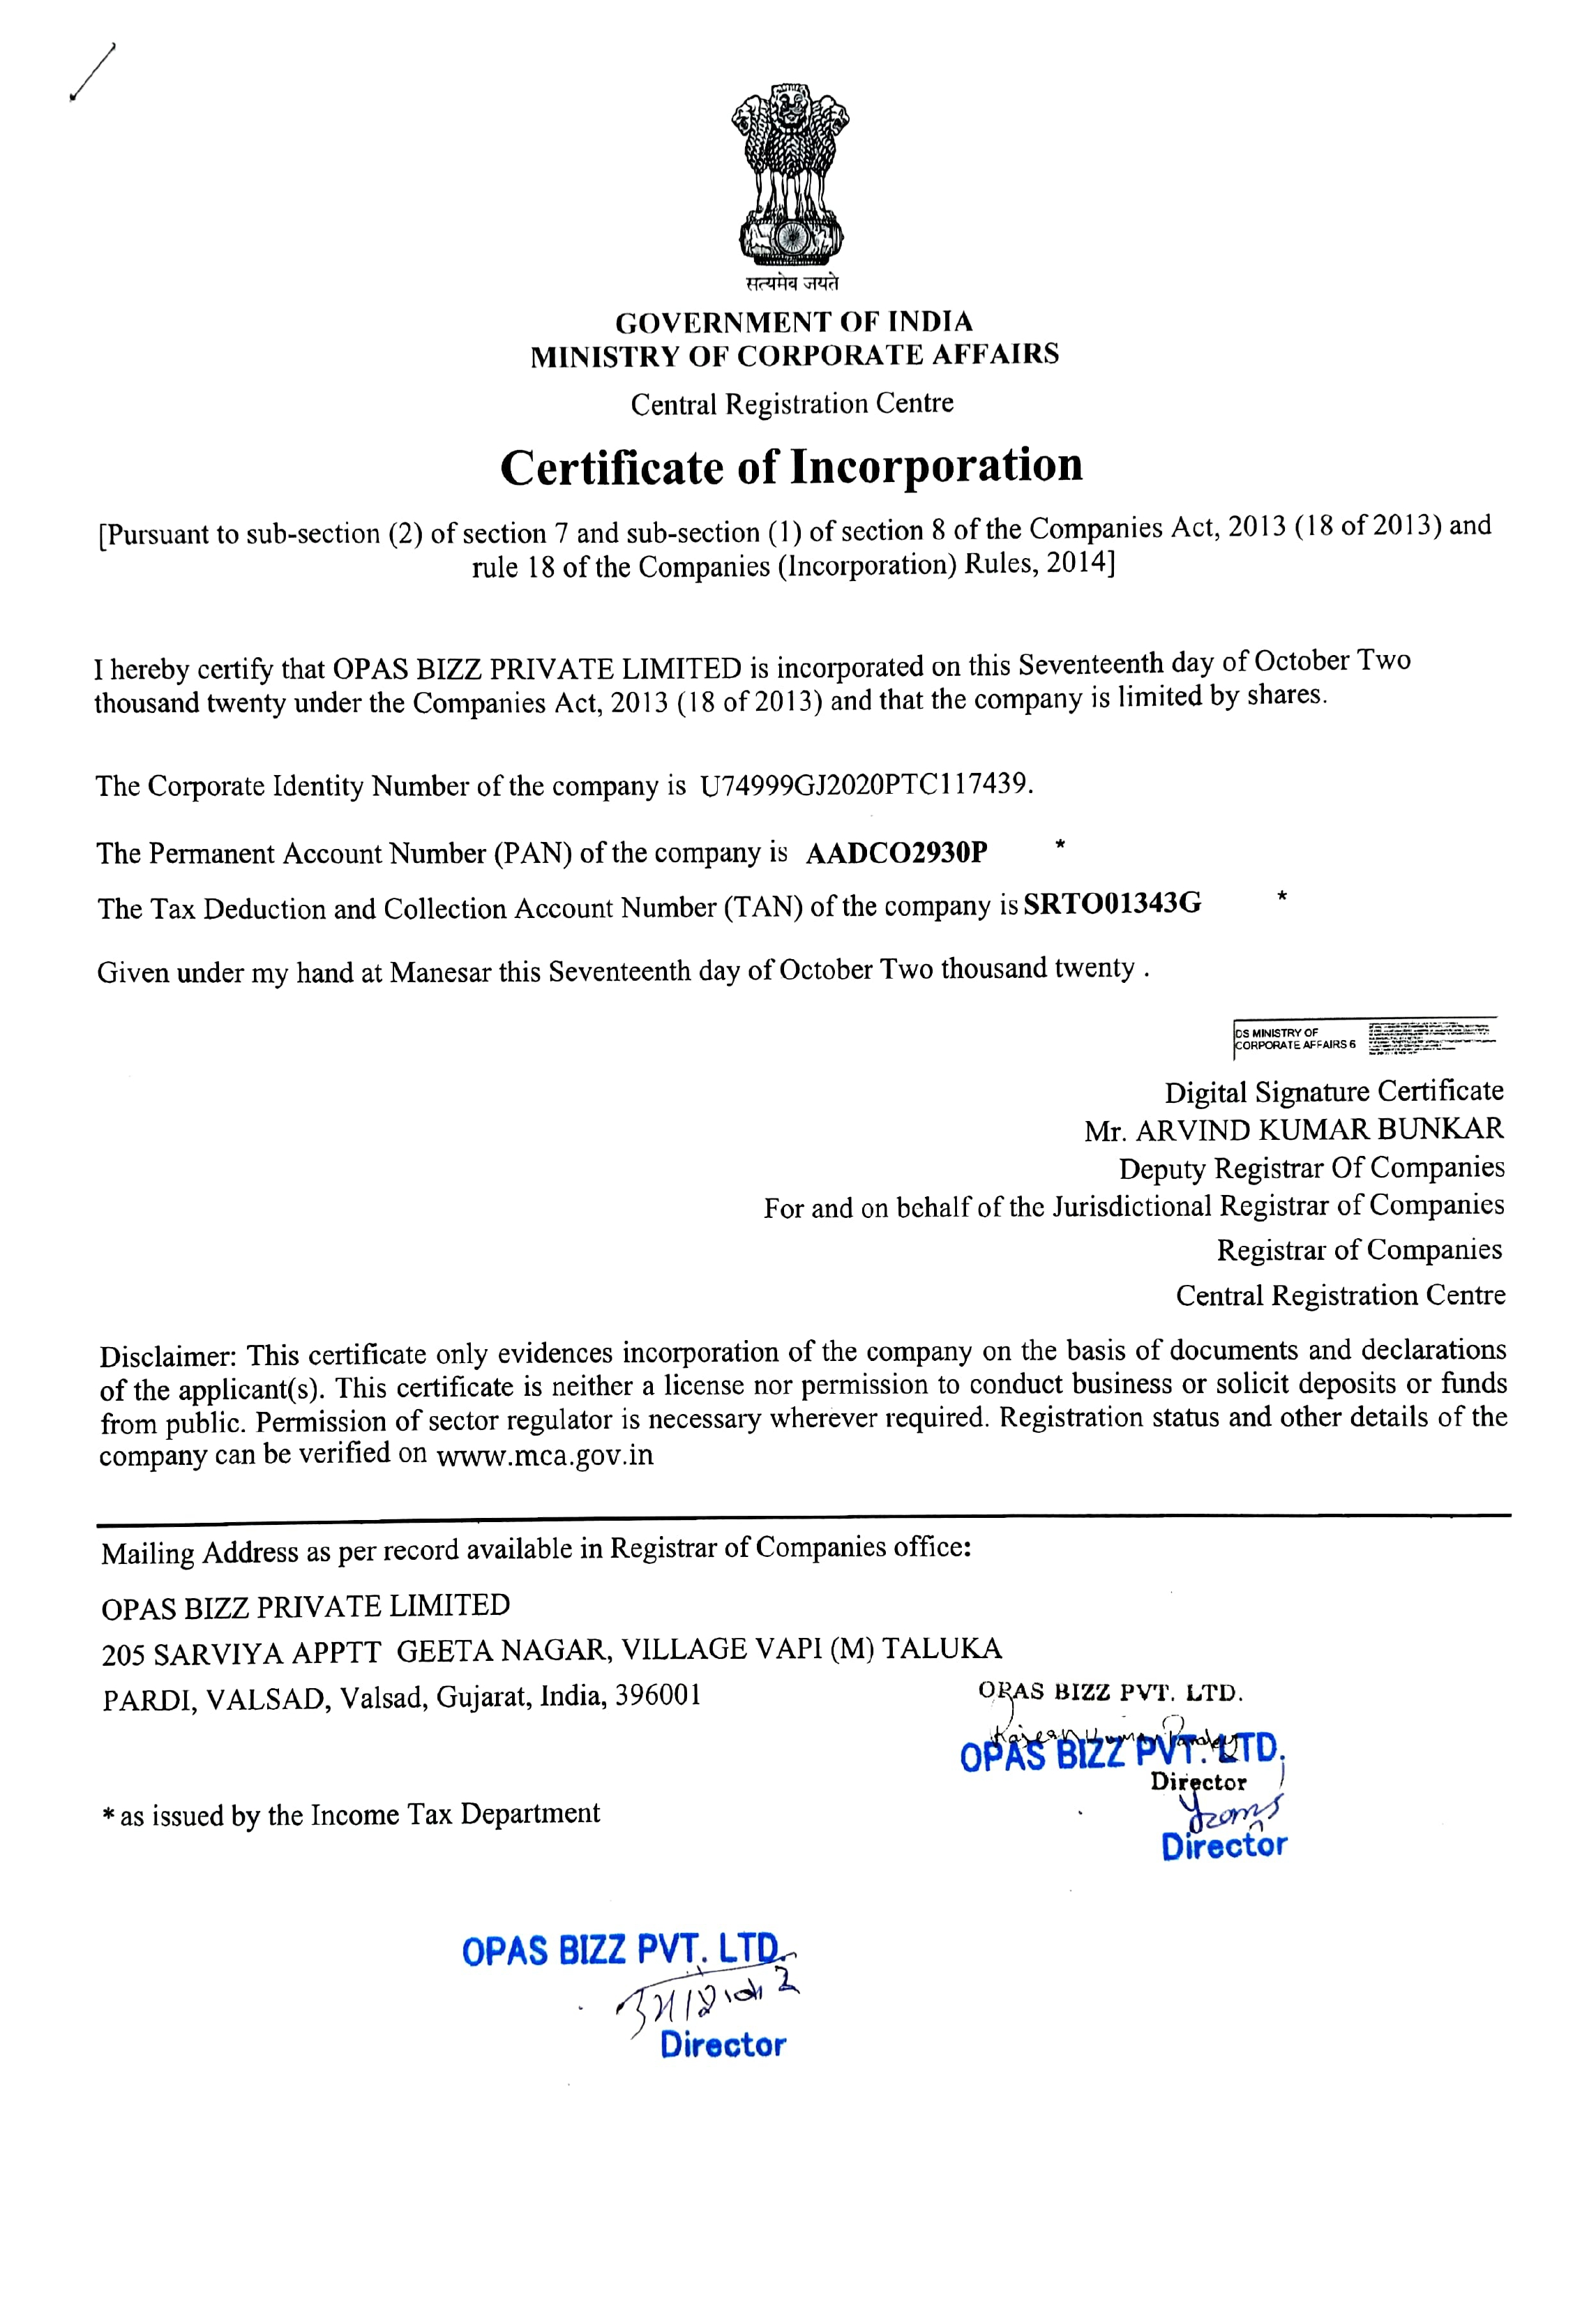 सत्यमेव जयते
GOVERNMENT OF INDIA
MINISTRY OF CORPORATE AFFAIRS
Central Registration Centre
Certificate of Incorporation
[Pursuant to sub-section (2) of section 7 and sub-section (1) of section 8 of the Companies Act, 2013 (18 of 2013) and
rule 18 of the Companies (Incorporation) Rules, 2014]
I hereby certify that OPAS BIZZ PRIVATE LIMITED is incorporated on this Seventeenth day of October Two
thousand twenty under the Companies Act, 2013 (18 of 2013) and that the company is limited by shares.
The Corporate Identity Number of the company is U74999GJ2020PTC117439.
The Permanent Account Number (PAN) of the company is AADCO2930P *
The Tax Deduction and Collection Account Number (TAN) of the company is SRTO01343G *
Given under my hand at Manesar this Seventeenth day of October Two thousand twenty .
DS MINISTRY OF
CORPORATE AFFAIRS 6
Digital Signature Certificate
Mr. ARVIND KUMAR BUNKAR
Deputy Registrar Of Companies
For and on behalf of the Jurisdictional Registrar of Companies
Registrar of Companies
Central Registration Centre
Disclaimer: This certificate only evidences incorporation of the company on the basis of documents and declarations
of the applicant(s). This certificate is neither a license nor permission to conduct business or solicit deposits or funds
from public. Permission of sector regulator is necessary wherever required. Registration status and other details of the
company can be verified on www.mca.gov.in
Mailing Address as per record available in Registrar of Companies office:
OPAS BIZZ PRIVATE LIMITED
205 SARVIYA APPTT GEETA NAGAR, VILLAGE VAPI (M) TALUKA
PARDI, VALSAD, Valsad, Gujarat, India, 396001
OPAS BIZZ PVT. LTD.
Kumar Pandey
OPAS BIZZ PVT. LTD.
Director
Director
* as issued by the Income Tax Department
OPAS BIZZ PVT. LTD.
Director